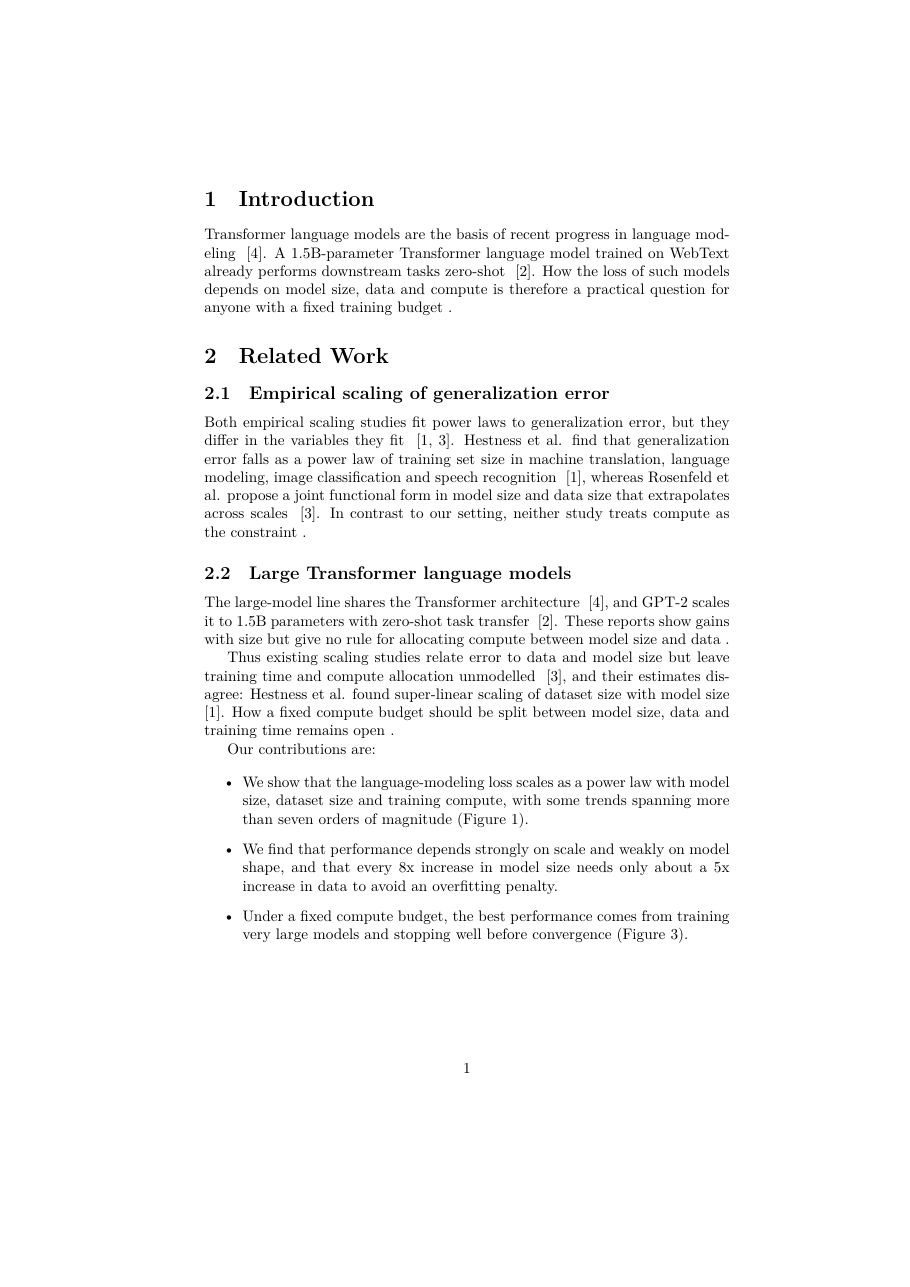 1 Introduction
Transformer language models are the basis of recent progress in language mod-
eling [4]. A 1.5B-parameter Transformer language model trained on WebText
already performs downstream tasks zero-shot [2]. How the loss of such models
depends on model size, data and compute is therefore a practical question for
anyone with a fixed training budget .
2 Related Work
2.1 Empirical scaling of generalization error
Both empirical scaling studies fit power laws to generalization error, but they
differ in the variables they fit [1, 3]. Hestness et al. find that generalization
error falls as a power law of training set size in machine translation, language
modeling, image classification and speech recognition [1], whereas Rosenfeld et
al. propose a joint functional form in model size and data size that extrapolates
across scales [3]. In contrast to our setting, neither study treats compute as
the constraint .
2.2 Large Transformer language models
The large-model line shares the Transformer architecture [4], and GPT-2 scales
it to 1.5B parameters with zero-shot task transfer [2]. These reports show gains
with size but give no rule for allocating compute between model size and data .
Thus existing scaling studies relate error to data and model size but leave
training time and compute allocation unmodelled [3], and their estimates dis-
agree: Hestness et al. found super-linear scaling of dataset size with model size
[1]. How a fixed compute budget should be split between model size, data and
training time remains open .
Our contributions are:
• We show that the language-modeling loss scales as a power law with model
size, dataset size and training compute, with some trends spanning more
than seven orders of magnitude (Figure 1).
• We find that performance depends strongly on scale and weakly on model
shape, and that every 8x increase in model size needs only about a 5x
increase in data to avoid an overfitting penalty.
• Under a fixed compute budget, the best performance comes from training
very large models and stopping well before convergence (Figure 3).
1